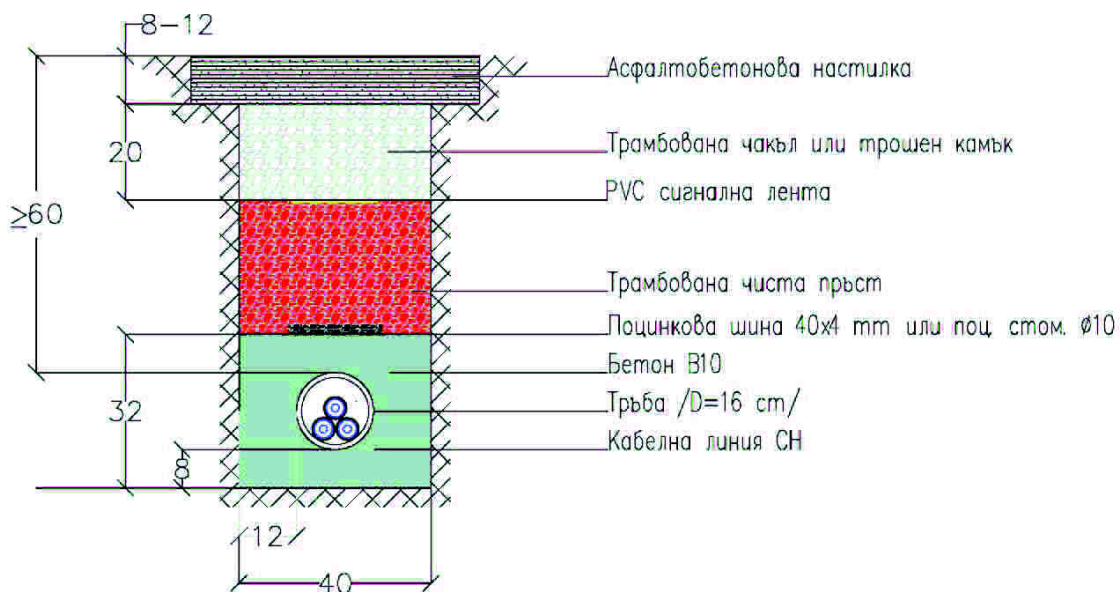 8-12
Асфалтобетонова настилка
20
Трамбована чакъл или трошен камък
≥60
PVC сигнална лента
Трамбована чиста пръст
Поцинкова шина 40x4 mm или поц. стом. ø10
Бетон B10
32
Тръба /D=16 cm/
Кабелна линия СН
8
12
40